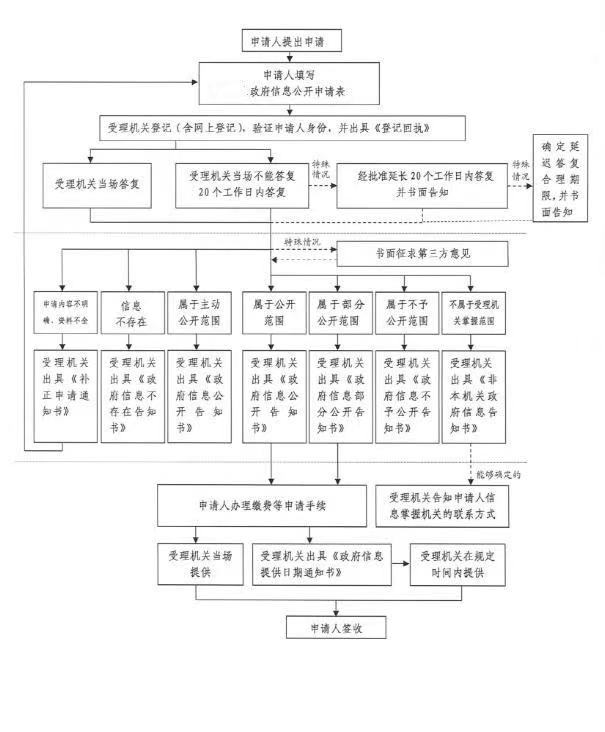 申请人提出申请
申请人填写
政府信息公开申请表
受理机关登记（含网上登记），验证申请人身份，并出具《登记回执》
受理机关当场答复
受理机关当场不能答复
20个工作日内答复
特殊
情况
经批准延长20个工作日内答复
并书面告知
特殊
情况
确定延
迟答复
合理期
限，并书
面告知
特殊情况
书面征求第三方意见
申请内容不明
确、资料不全
信息
不存在
属于主动
公开范围
属于公开
范围
属于部分
公开范围
属于不予
公开范围
不属于受理机
关掌握范围
受理机关
出具《补
正申请通
知书》
受理机关
出具《政
府信息不
存在告知
书》
受理机关
出具《政
府信息公
开告知
书》
受理机关
出具《政
府信息公
开告知
书》
受理机关
出具《政
府信息部
分公开告
知书》
受理机关
出具《政
府信息不
予公开告
知书》
受理机关
出具《非
本机关政
府信息告
知书》
能够确定的
申请人办理缴费等申请手续
受理机关告知申请人信
息掌握机关的联系方式
受理机关当场
提供
受理机关出具《政府信息
提供日期通知书》
受理机关在规定
时间内提供
申请人签收